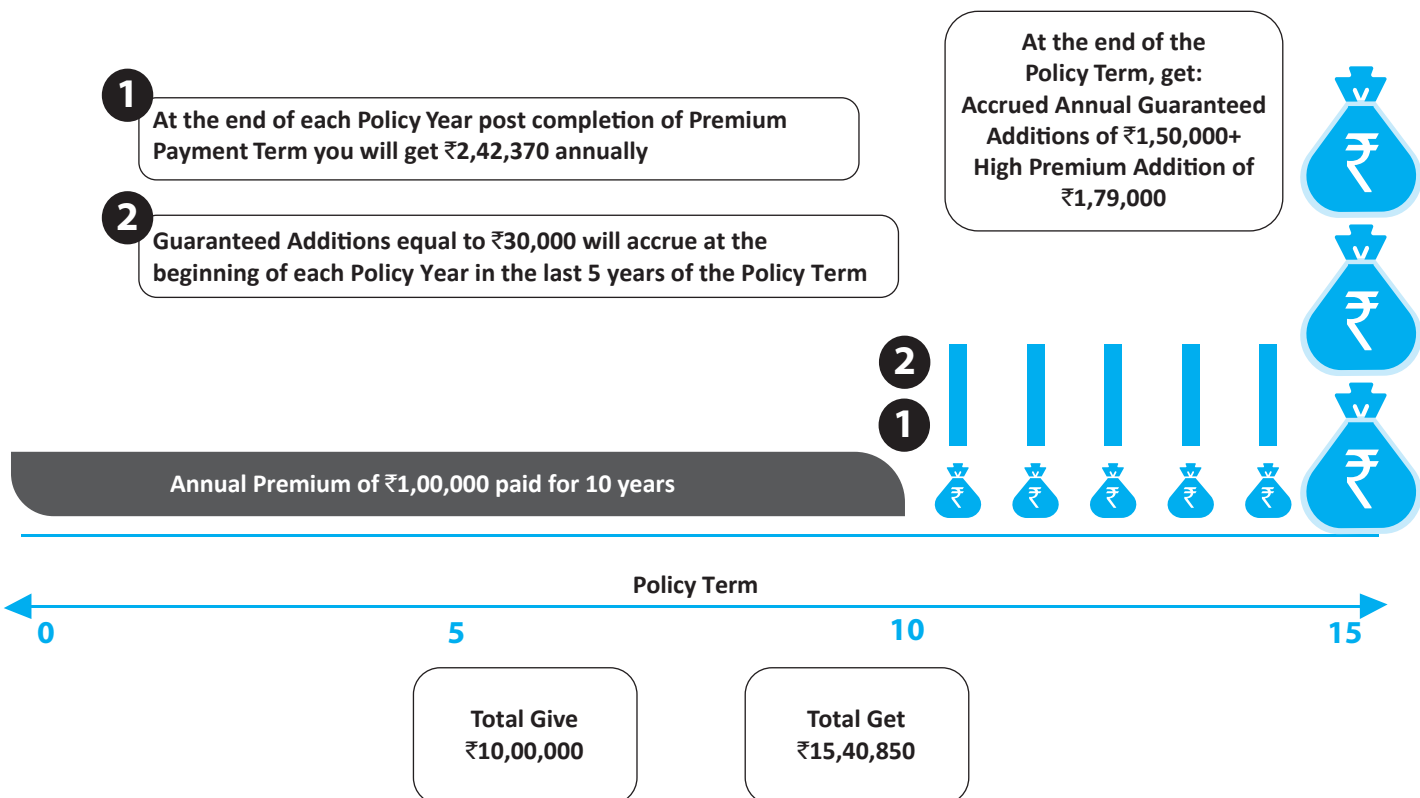 1
At the end of each Policy Year post completion of Premium
Payment Term you will get ₹2,42,370 annually
2
Guaranteed Additions equal to ₹30,000 will accrue at the
beginning of each Policy Year in the last 5 years of the Policy Term
At the end of the
Policy Term, get:
Accrued Annual Guaranteed
Additions of ₹1,50,000+
High Premium Addition of
₹1,79,000
₹
₹
₹
2
1
Annual Premium of ₹1,00,000 paid for 10 years
₹ ₹ ₹ ₹ ₹
Policy Term
0 5 10 15
Total Give
₹10,00,000
Total Get
₹15,40,850